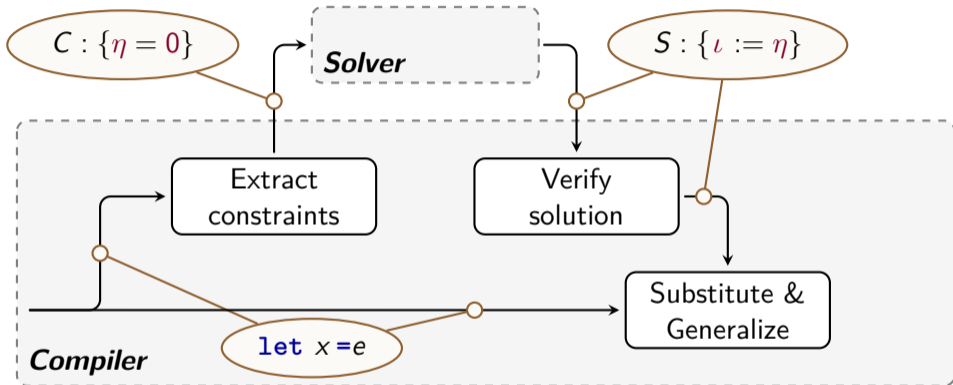 C : {η = 0}
Solver
S : {ι := η}
Extract
constraints
Verify
solution
Substitute &
Generalize
let x =e
Compiler